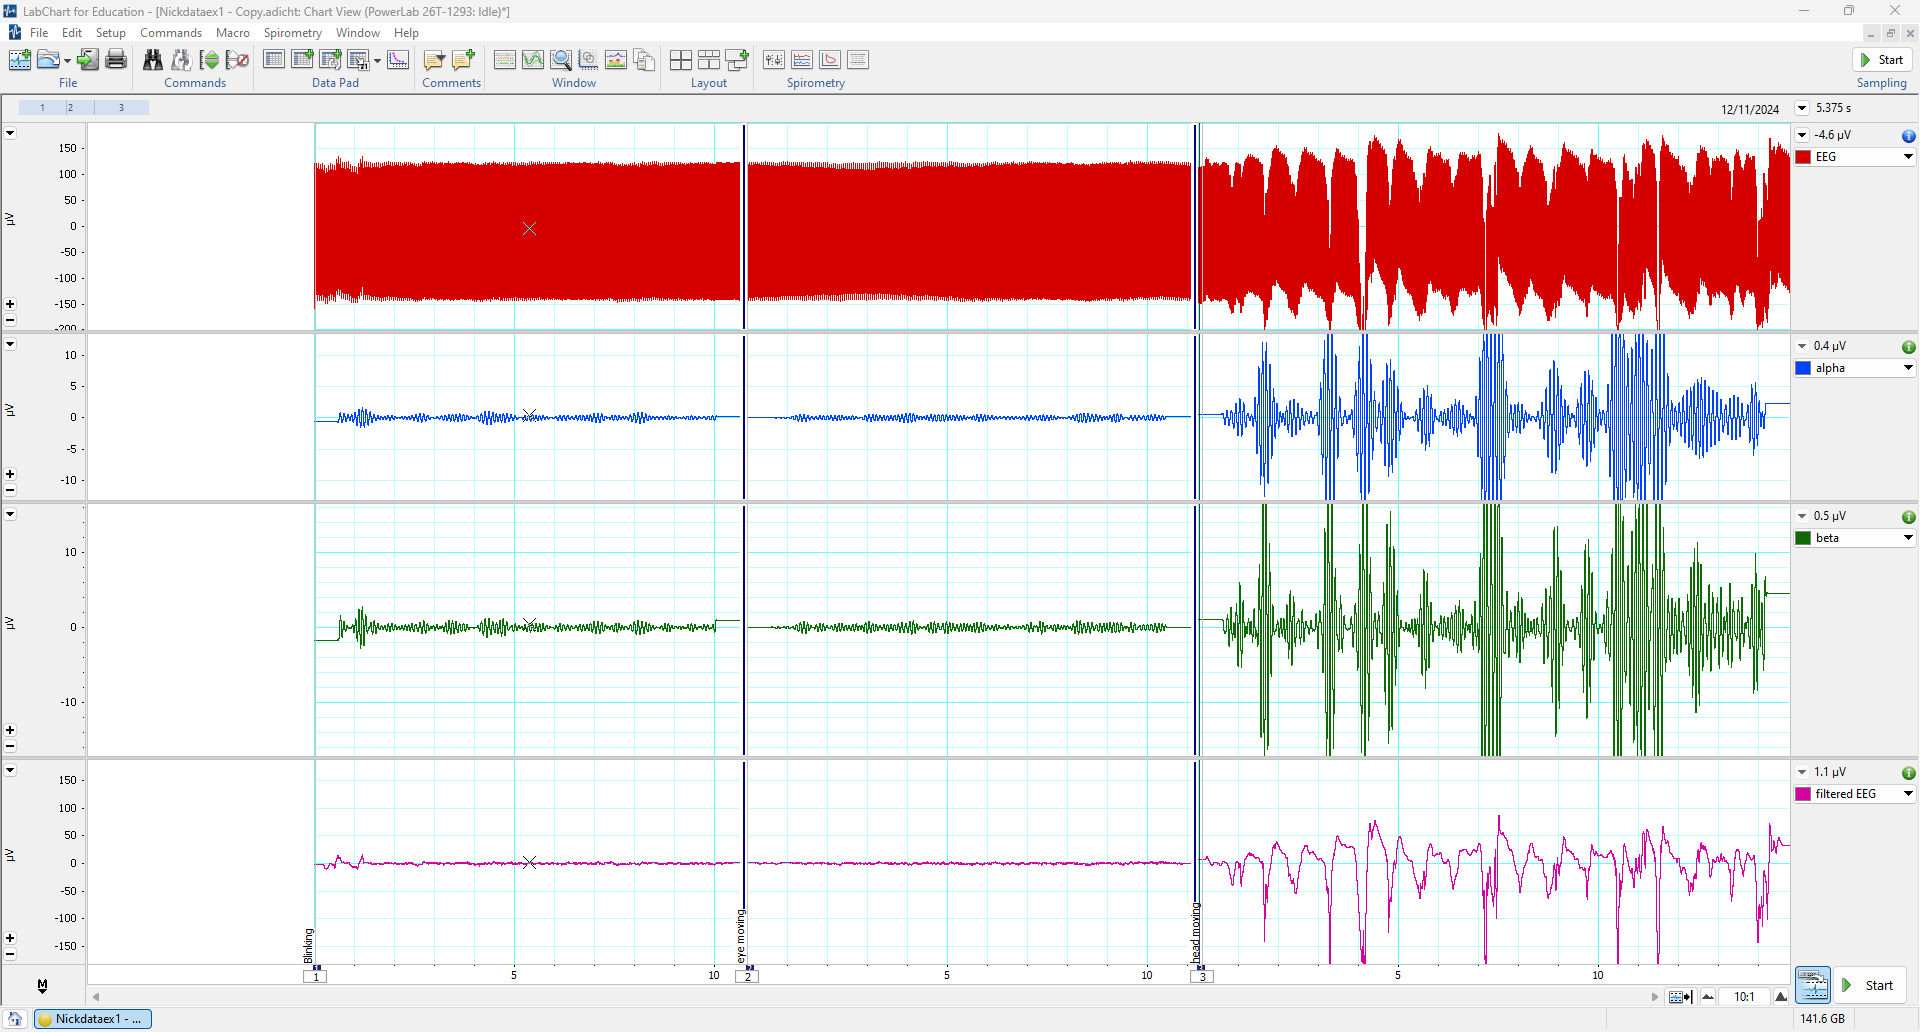 LabChart for Education - [Nickdataex1 - Copy.adicht: Chart View (PowerLab 26T-1293: Idle)*]
File Edit Setup Commands Macro Spirometry Window Help
Start
File Commands Data Pad Comments Window Layout Spirometry Sampling
1 2 3 12/11/2024 5.375 s
-4.6 µV
EEG
150
100
50
0
-50
-100
-150
-200
µV
0.4 µV
alpha
10
5
0
-5
-10
µV
0.5 µV
beta
10
0
-10
µV
1.1 µV
filtered EEG
150
100
50
0
-50
-100
-150
µV
Blinking
eye moving
head moving
1 5 10 2 5 10 3 5 10
M
10:1
Start
Nickdataex1 - ...
141.6 GB